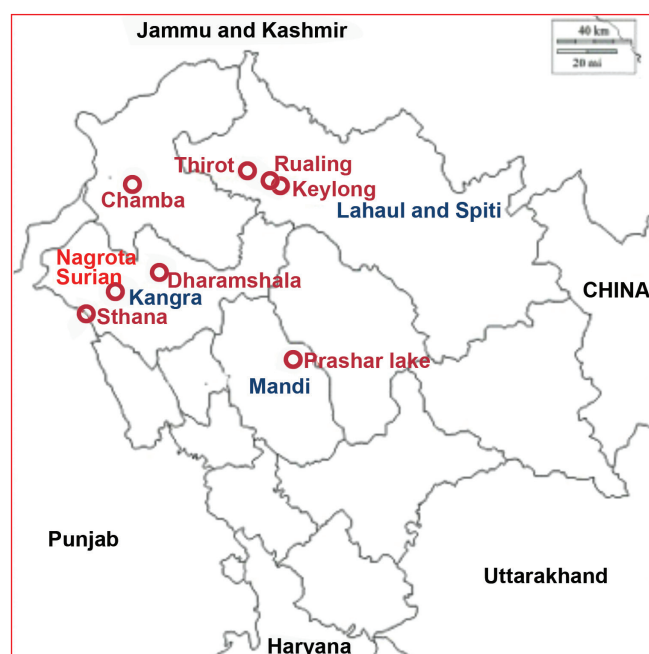 Jammu and Kashmir
40 km
20 mi
Thirot
Rualing
Keylong
Chamba
Lahaul and Spiti
Nagrota
Surian
Dharamshala
Kangra
CHINA
Sthana
Prashar lake
Mandi
Punjab
Uttarakhand
Haryana